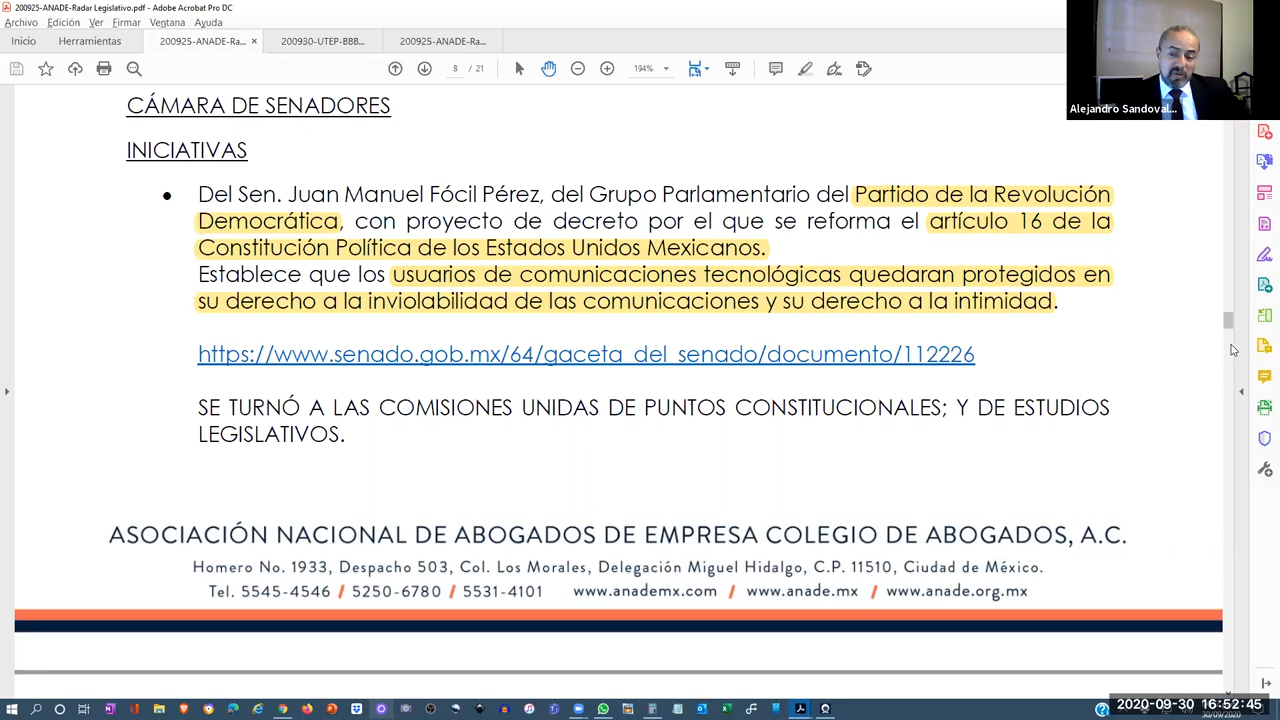 200925-ANADE-Radar Legislativo.pdf - Adobe Acrobat Pro DC
Archivo Edición Ver Firmar Ventana Ayuda
Inicio Herramientas 200925-ANADE-Ra... × 200930-UTEP-BBB... 200925-ANADE-Ra...
8 / 21 194%
Alejandro Sandoval...
CÁMARA DE SENADORES
INICIATIVAS
• Del Sen. Juan Manuel Fócil Pérez, del Grupo Parlamentario del Partido de la Revolución
Democrática, con proyecto de decreto por el que se reforma el artículo 16 de la
Constitución Política de los Estados Unidos Mexicanos.
Establece que los usuarios de comunicaciones tecnológicas quedaran protegidos en
su derecho a la inviolabilidad de las comunicaciones y su derecho a la intimidad.
https://www.senado.gob.mx/64/gaceta_del_senado/documento/112226
SE TURNÓ A LAS COMISIONES UNIDAS DE PUNTOS CONSTITUCIONALES; Y DE ESTUDIOS
LEGISLATIVOS.
ASOCIACIÓN NACIONAL DE ABOGADOS DE EMPRESA COLEGIO DE ABOGADOS, A.C.
Homero No. 1933, Despacho 503, Col. Los Morales, Delegación Miguel Hidalgo, C.P. 11510, Ciudad de México.
Tel. 5545-4546 / 5250-6780 / 5531-4101 www.anademx.com / www.anade.mx / www.anade.org.mx
2020-09-30 16:52:45
30/09/2020